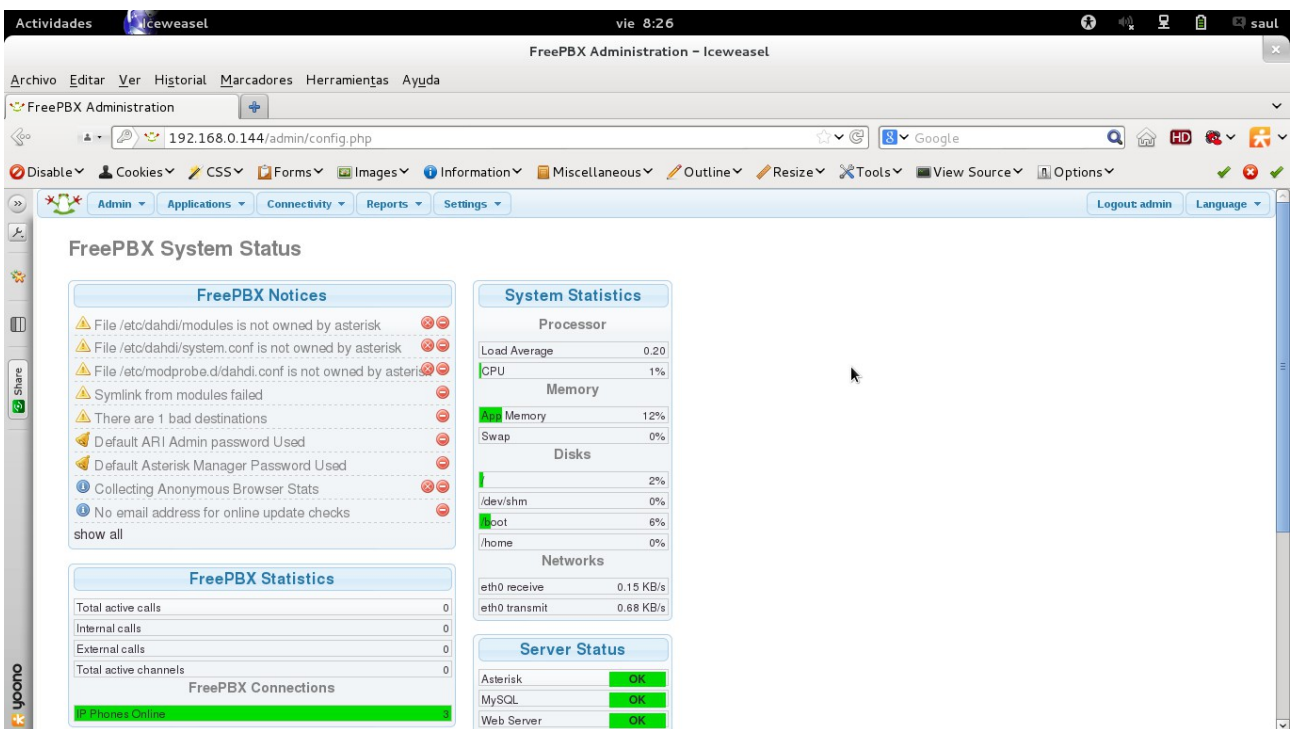 Actividades Iceweasel vie 8:26 saul
FreePBX Administration – Iceweasel
Archivo Editar Ver Historial Marcadores Herramientas Ayuda
FreePBX Administration
192.168.0.144/admin/config.php Google HD
Disable Cookies CSS Forms Images Information Miscellaneous Outline Resize Tools View Source Options
Admin Applications Connectivity Reports Settings Logout: admin Language
FreePBX System Status
FreePBX Notices
File /etc/dahdi/modules is not owned by asterisk
File /etc/dahdi/system.conf is not owned by asterisk
File /etc/modprobe.d/dahdi.conf is not owned by asterisk
Symlink from modules failed
There are 1 bad destinations
Default ARI Admin password Used
Default Asterisk Manager Password Used
Collecting Anonymous Browser Stats
No email address for online update checks
show all
FreePBX Statistics
Total active calls 0
Internal calls 0
External calls 0
Total active channels 0
FreePBX Connections
IP Phones Online 3
System Statistics
Processor
Load Average 0.20
CPU 1%
Memory
App Memory 12%
Swap 0%
Disks
/ 2%
/dev/shm 0%
/boot 6%
/home 0%
Networks
eth0 receive 0.15 KB/s
eth0 transmit 0.68 KB/s
Server Status
Asterisk OK
MySQL OK
Web Server OK
Share
yoono